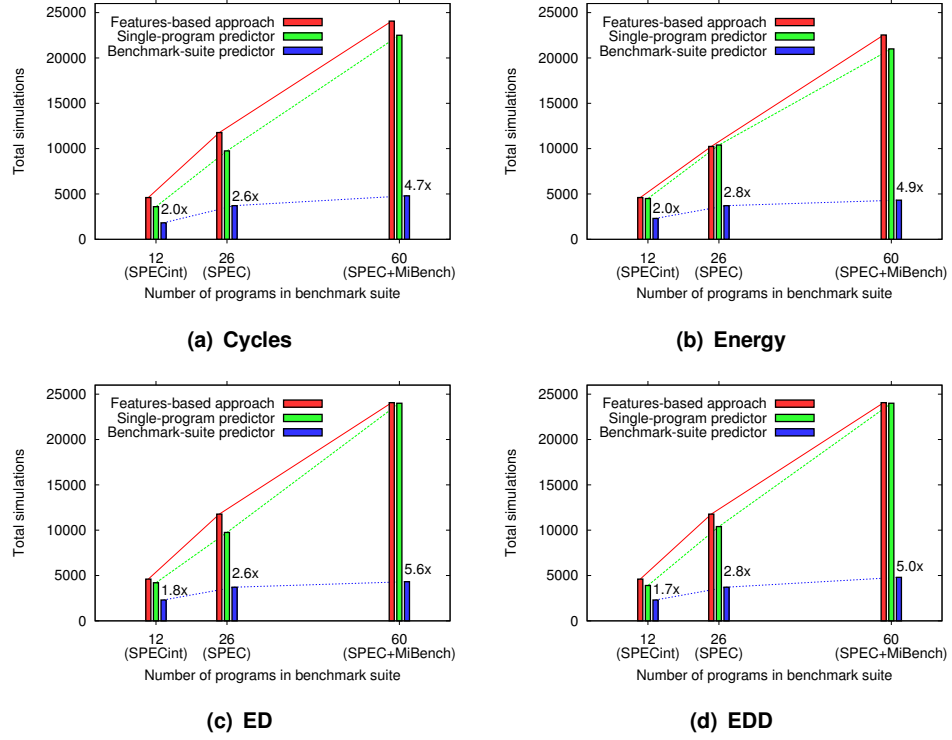 25000
20000
15000
10000
5000
0
Total simulations
Features-based approach
Single-program predictor
Benchmark-suite predictor
2.0x
2.6x
4.7x
12
(SPECint)
26
(SPEC)
60
(SPEC+MiBench)
Number of programs in benchmark suite
(a) Cycles
25000
20000
15000
10000
5000
0
Total simulations
Features-based approach
Single-program predictor
Benchmark-suite predictor
2.0x
2.8x
4.9x
12
(SPECint)
26
(SPEC)
60
(SPEC+MiBench)
Number of programs in benchmark suite
(b) Energy
25000
20000
15000
10000
5000
0
Total simulations
Features-based approach
Single-program predictor
Benchmark-suite predictor
1.8x
2.6x
5.6x
12
(SPECint)
26
(SPEC)
60
(SPEC+MiBench)
Number of programs in benchmark suite
(c) ED
25000
20000
15000
10000
5000
0
Total simulations
Features-based approach
Single-program predictor
Benchmark-suite predictor
1.7x
2.8x
5.0x
12
(SPECint)
26
(SPEC)
60
(SPEC+MiBench)
Number of programs in benchmark suite
(d) EDD